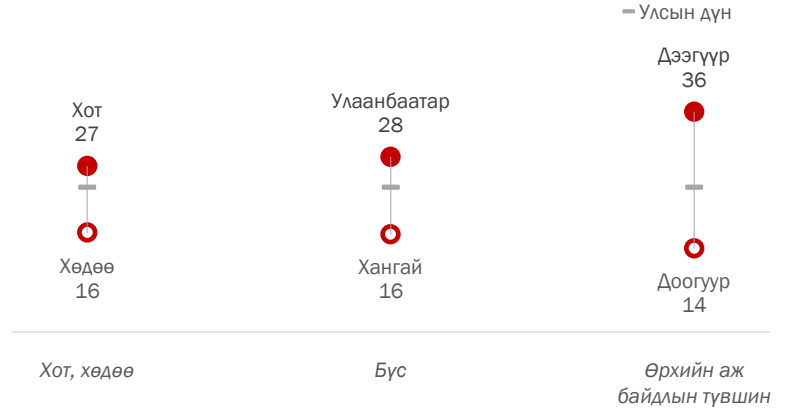 Улсын дүн
Хот
27
Хөдөө
16
Улаанбаатар
28
Хангай
16
Дээгүүр
36
Доогуур
14
Хот, хөдөө
Бүс
Өрхийн аж
байдлын түвшин